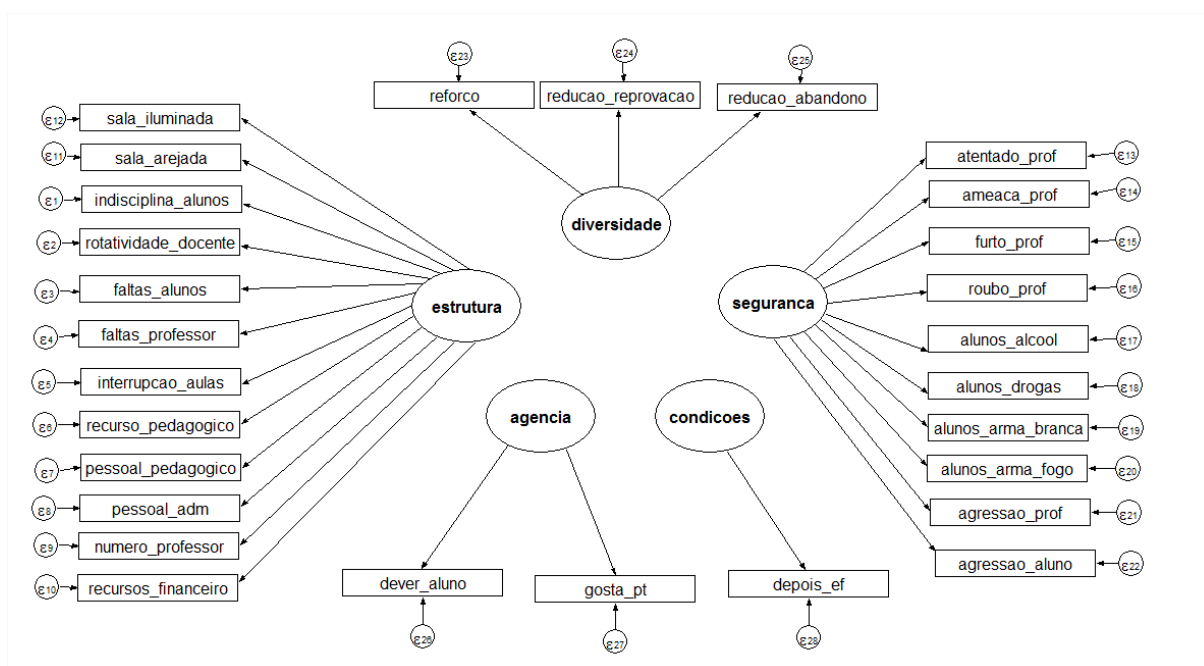 ε23
ε24
ε25
reforco
reducao_reprovacao
reducao_abandono
ε12
sala_iluminada
ε11
sala_arejada
ε1
indisciplina_alunos
ε2
rotatividade_docente
ε3
faltas_alunos
ε4
faltas_professor
ε5
interrupcao_aulas
ε6
recurso_pedagogico
ε7
pessoal_pedagogico
ε8
pessoal_adm
ε9
numero_professor
ε10
recursos_financeiro
diversidade
estrutura
seguranca
agencia
condicoes
atentado_prof
ε13
ameaca_prof
ε14
furto_prof
ε15
roubo_prof
ε16
alunos_alcool
ε17
alunos_drogas
ε18
alunos_arma_branca
ε19
alunos_arma_fogo
ε20
agressao_prof
ε21
agressao_aluno
ε22
dever_aluno
gosta_pt
depois_ef
ε26
ε27
ε28